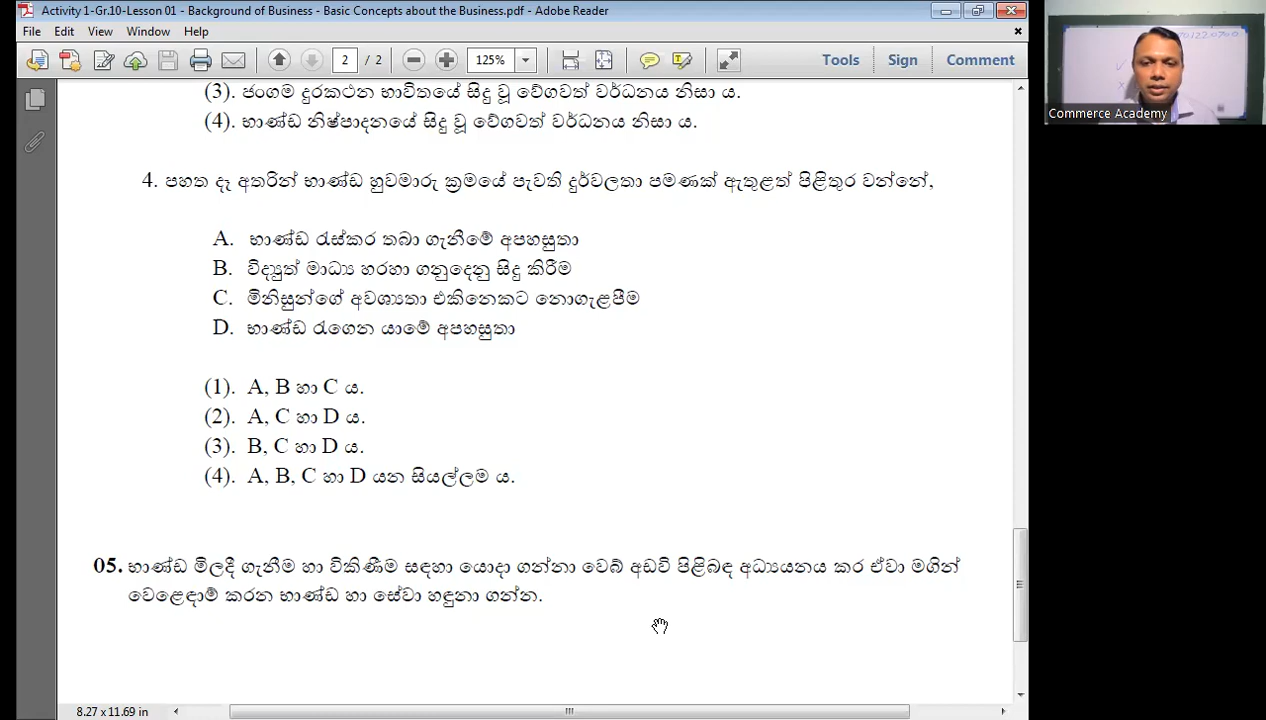 Activity 1-Gr.10-Lesson 01 - Background of Business - Basic Concepts about the Business.pdf - Adobe Reader
File Edit View Window Help
2 / 2 125% Tools Sign Comment
Commerce Academy
(3). ජංගම දුරකථන භාවිතයේ සිදු වූ වේගවත් වර්ධනය නිසා ය.
(4). භාණ්ඩ නිෂ්පාදනයේ සිදු වූ වේගවත් වර්ධනය නිසා ය.
4. පහත දෑ අතරින් භාණ්ඩ හුවමාරු ක්‍රමයේ පැවති දුර්වලතා පමණක් ඇතුළත් පිළිතුර වන්නේ,
A. භාණ්ඩ රැස්කර තබා ගැනීමේ අපහසුතා
B. විද්‍යුත් මාධ්‍ය හරහා ගනුදෙනු සිදු කිරීම
C. මිනිසුන්ගේ අවශ්‍යතා එකිනෙකට නොගැළපීම
D. භාණ්ඩ රැගෙන යාමේ අපහසුතා
(1). A, B හා C ය.
(2). A, C හා D ය.
(3). B, C හා D ය.
(4). A, B, C හා D යන සියල්ලම ය.
05. භාණ්ඩ මිලදී ගැනීම හා විකිණීම සඳහා යොදා ගන්නා වෙබ් අඩවි පිළිබඳ අධ්‍යයනය කර ඒවා මගින්
වෙළෙඳාම් කරන භාණ්ඩ හා සේවා හඳුනා ගන්න.
8.27 x 11.69 in